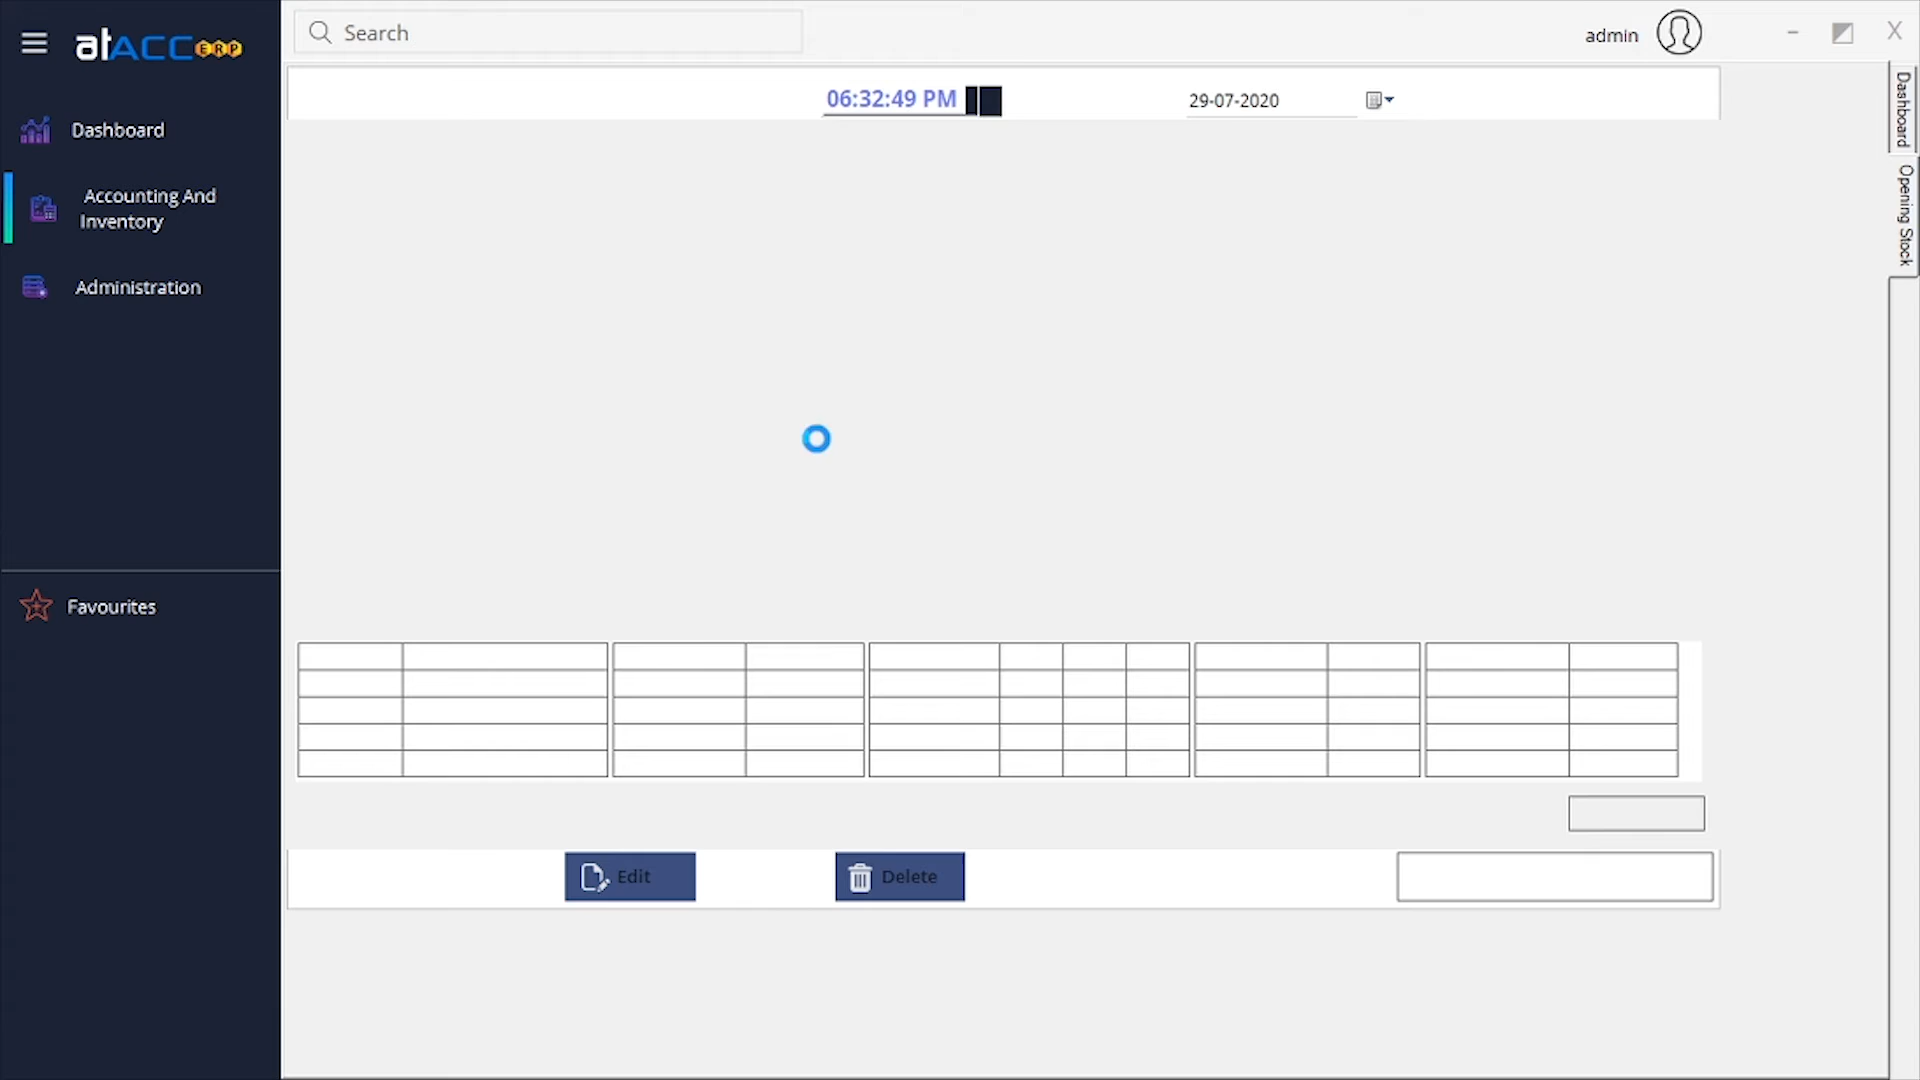 atACC ERP
Search
admin
X
06:32:49 PM
29-07-2020
Dashboard
Accounting And
Inventory
Administration
Favourites
Edit
Delete
Dashboard
Opening Stock